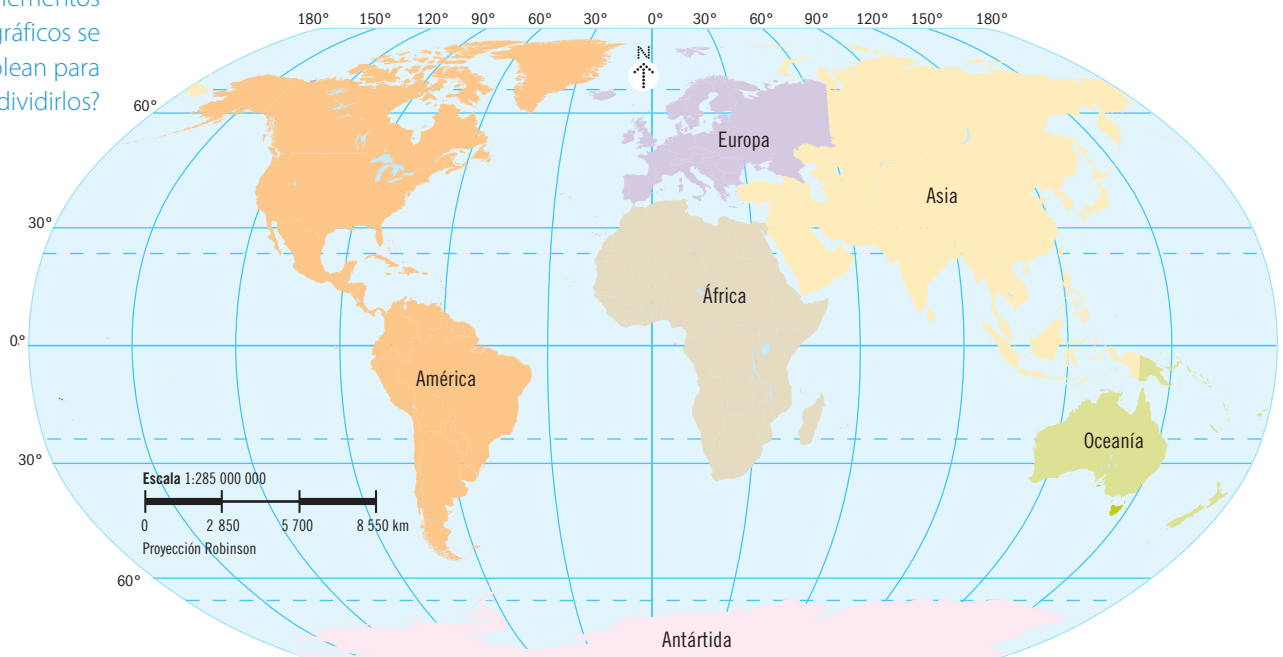 gráficos se
plean para
dividirlos?
180° 150° 120° 90° 60° 30° 0° 30° 60° 90° 120° 150° 180°
N
60°
Europa
Asia
30°
África
0°
América
Oceanía
30°
Escala 1:285 000 000
0 2 850 5 700 8 550 km
Proyección Robinson
60°
Antártida